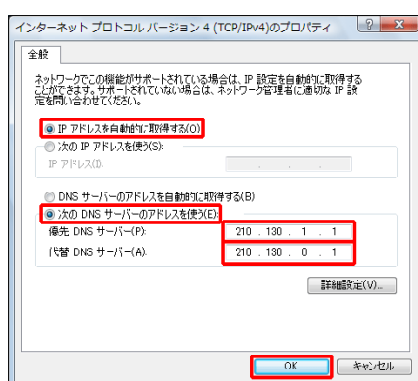 インターネット プロトコル バージョン 4 (TCP/IPv4)のプロパティ
全般
ネットワークでこの機能がサポートされている場合は、IP 設定を自動的に取得する
ことができます。サポートされていない場合は、ネットワーク管理者に適切な IP 設
定を問い合わせてください。
IP アドレスを自動的に取得する(O)
次の IP アドレスを使う(S):
IP アドレス(I):
DNS サーバーのアドレスを自動的に取得する(B)
次の DNS サーバーのアドレスを使う(E):
優先 DNS サーバー(P): 210 . 130 . 1 . 1
代替 DNS サーバー(A): 210 . 130 . 0 . 1
詳細設定(V)...
OK キャンセル